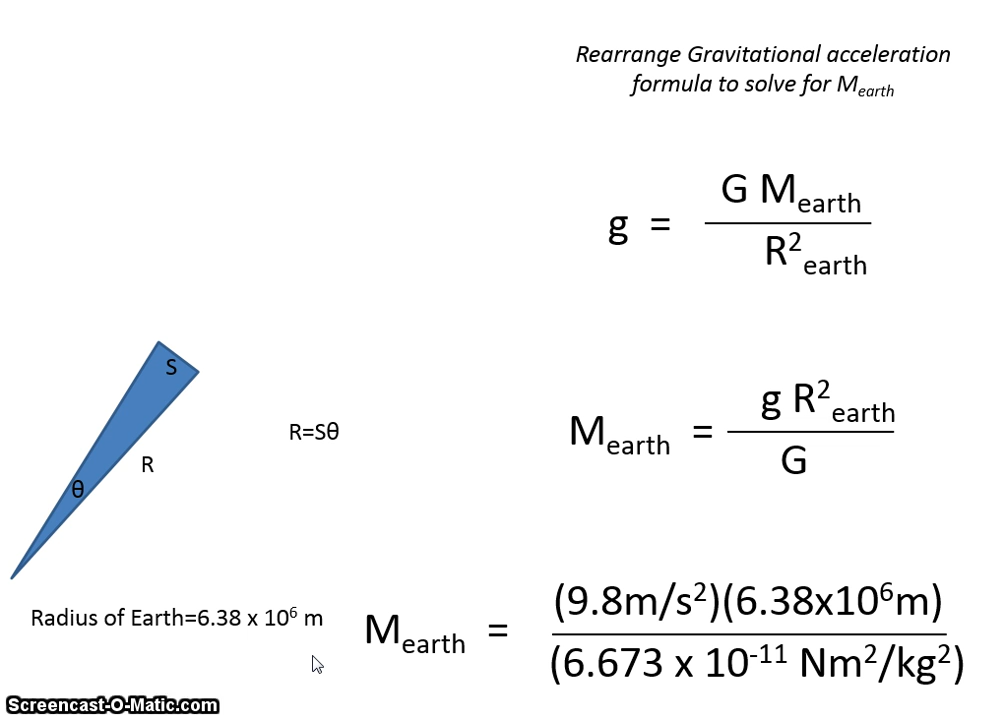 Rearrange Gravitational acceleration
formula to solve for Mearth
g = G Mearth / R²earth
S
R=Sθ
R
θ
Mearth = g R²earth / G
Radius of Earth=6.38 x 10⁶ m
Mearth = (9.8m/s²)(6.38x10⁶m) / (6.673 x 10⁻¹¹ Nm²/kg²)
Screencast-O-Matic.com